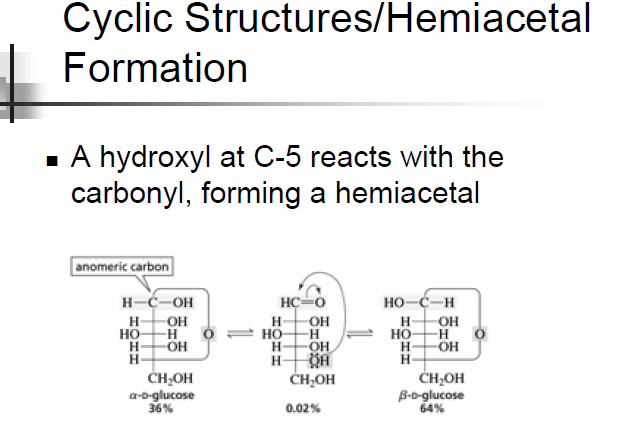 Cyclic Structures/Hemiacetal
Formation
A hydroxyl at C-5 reacts with the
carbonyl, forming a hemiacetal
anomeric carbon
H—C—OH
H—OH
HO—H
H—OH
H
O
CH₂OH
α-D-glucose
36%
HC=O
H—OH
HO—H
H—OH
H—ÖH
CH₂OH
0.02%
HO—C—H
H—OH
HO—H
H—OH
H
O
CH₂OH
β-D-glucose
64%